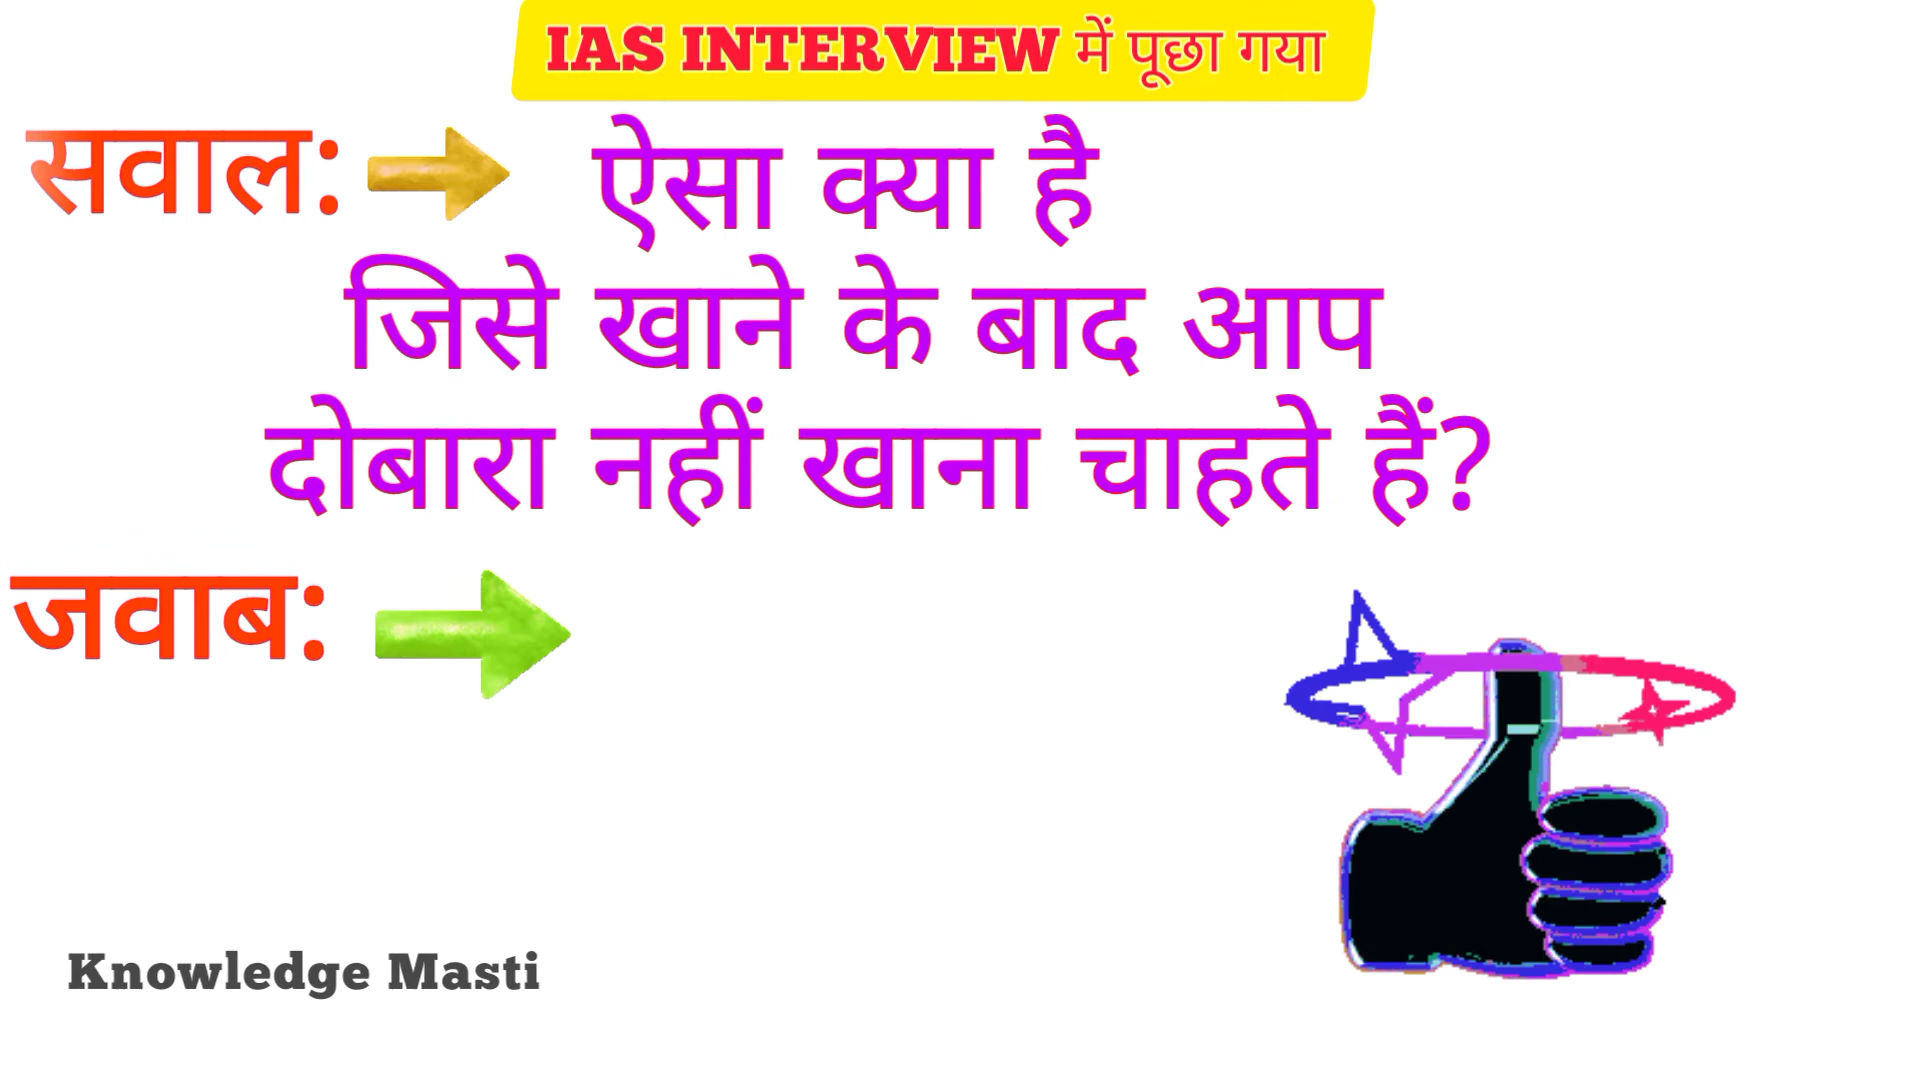 IAS INTERVIEW में पूछा गया
सवाल: ऐसा क्या है
जिसे खाने के बाद आप
दोबारा नहीं खाना चाहते हैं?
जवाब:
Knowledge Masti